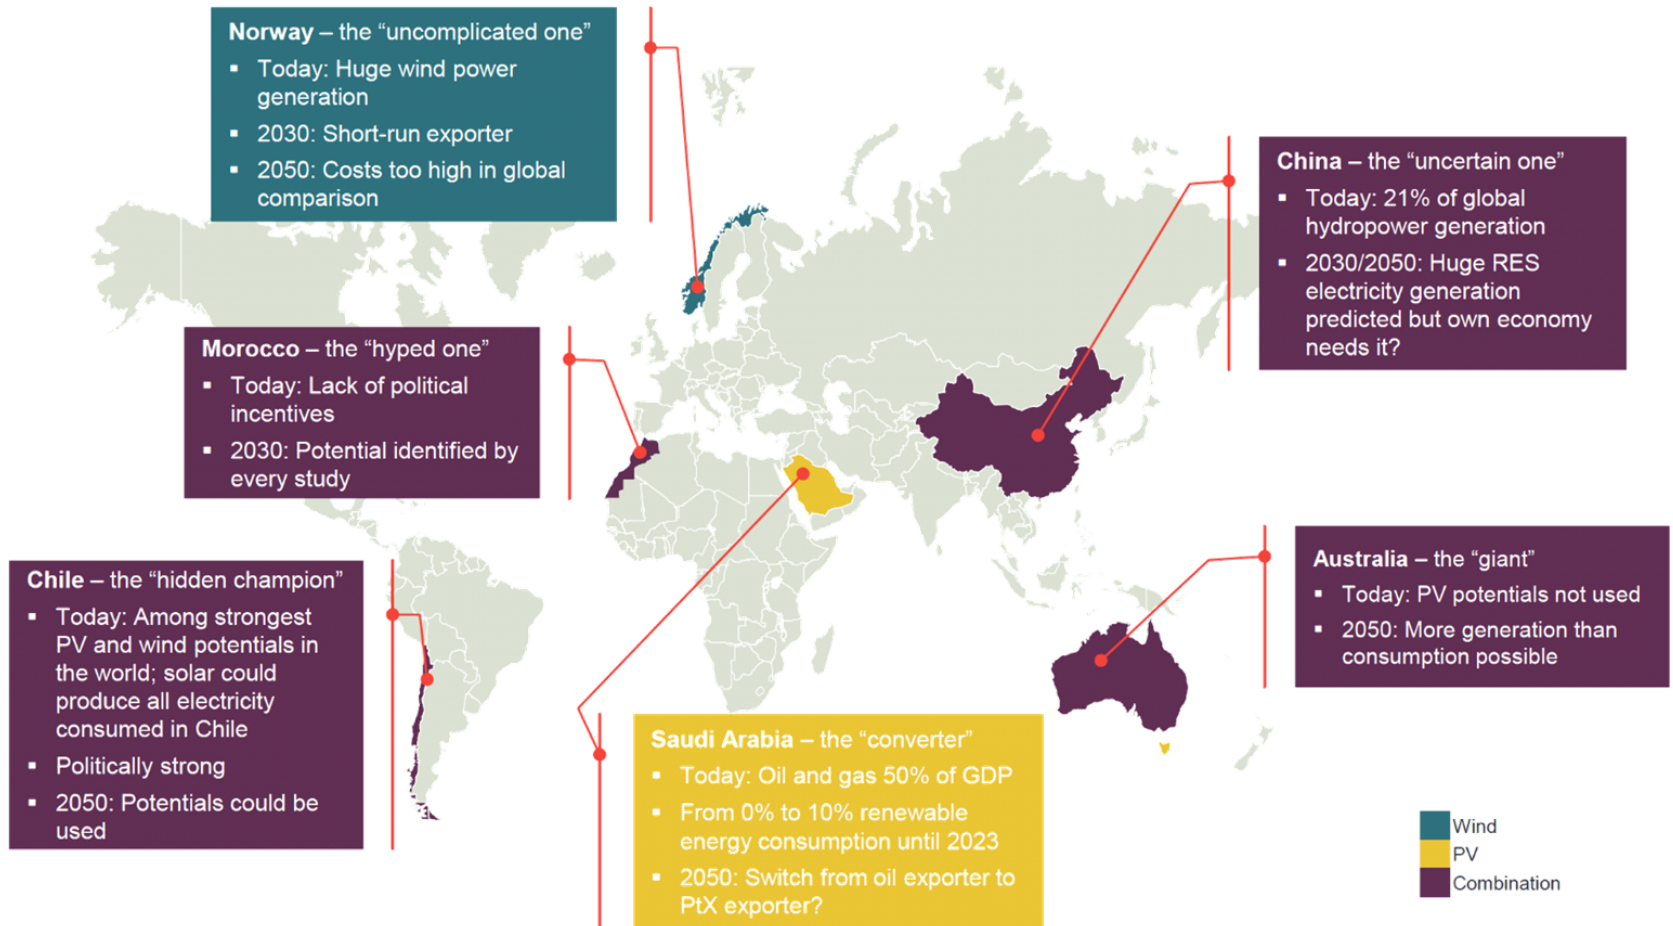 Norway – the “uncomplicated one”
▪ Today: Huge wind power
generation
▪ 2030: Short-run exporter
▪ 2050: Costs too high in global
comparison
China – the “uncertain one”
▪ Today: 21% of global
hydropower generation
▪ 2030/2050: Huge RES
electricity generation
predicted but own economy
needs it?
Morocco – the “hyped one”
▪ Today: Lack of political
incentives
▪ 2030: Potential identified by
every study
Chile – the “hidden champion”
▪ Today: Among strongest
PV and wind potentials in
the world; solar could
produce all electricity
consumed in Chile
▪ Politically strong
▪ 2050: Potentials could be
used
Australia – the “giant”
▪ Today: PV potentials not used
▪ 2050: More generation than
consumption possible
Saudi Arabia – the “converter”
▪ Today: Oil and gas 50% of GDP
▪ From 0% to 10% renewable
energy consumption until 2023
▪ 2050: Switch from oil exporter to
PtX exporter?
Wind
PV
Combination